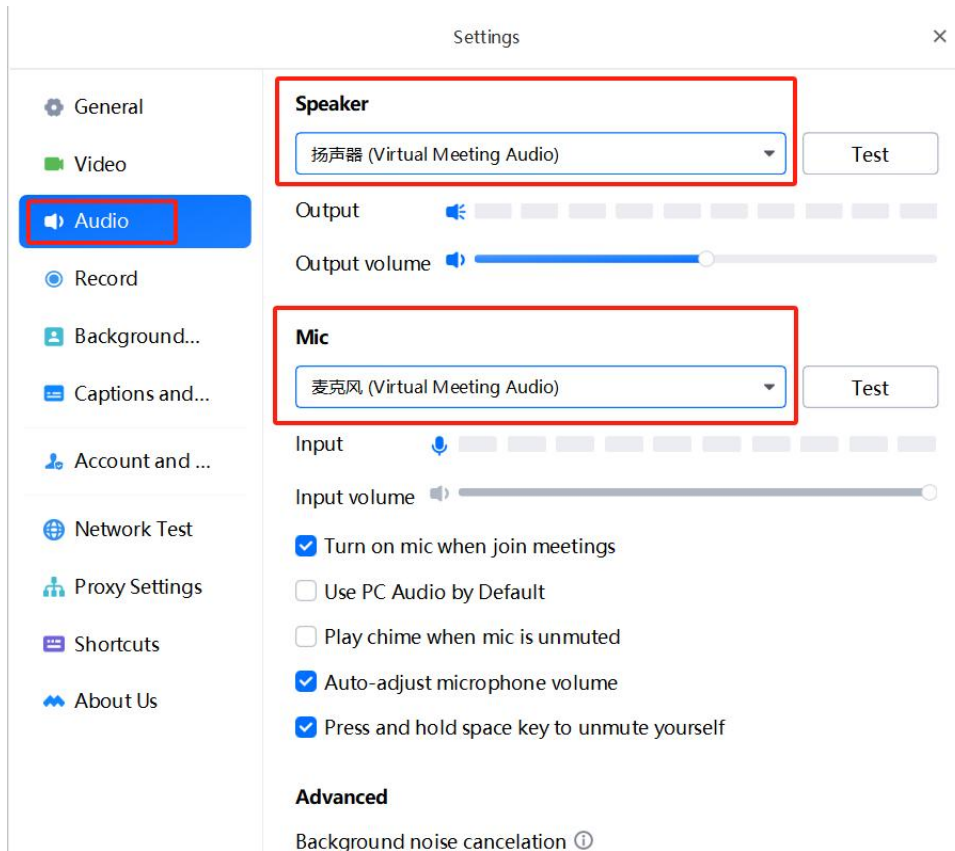 Settings
General
Video
Audio
Record
Background...
Captions and...
Account and ...
Network Test
Proxy Settings
Shortcuts
About Us
Speaker
扬声器 (Virtual Meeting Audio)
Test
Output
Output volume
Mic
麦克风 (Virtual Meeting Audio)
Test
Input
Input volume
Turn on mic when join meetings
Use PC Audio by Default
Play chime when mic is unmuted
Auto-adjust microphone volume
Press and hold space key to unmute yourself
Advanced
Background noise cancelation